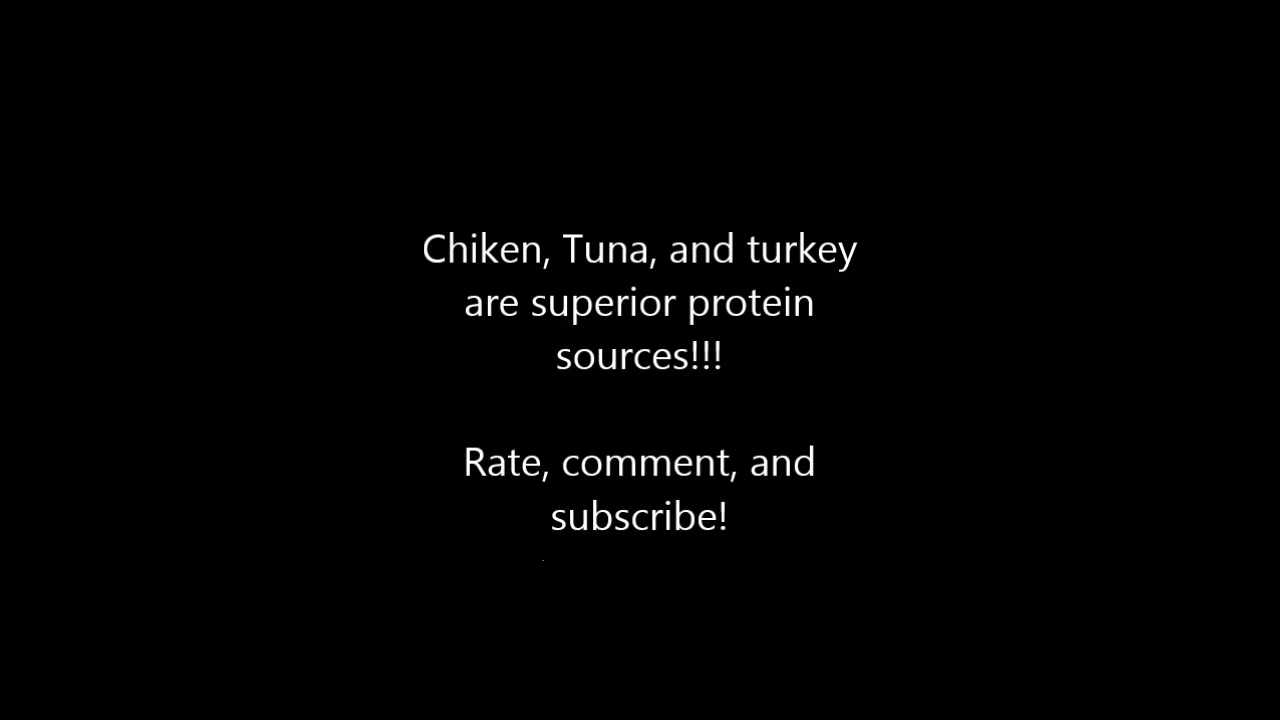 Chiken, Tuna, and turkey
are superior protein
sources!!!
Rate, comment, and
subscribe!